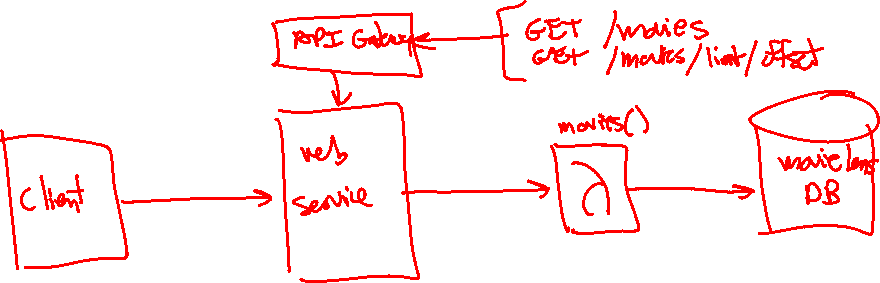 API Gateway
GET /movies
GET /movies/limit/offset
movies()
Client
web
service
movielens
DB